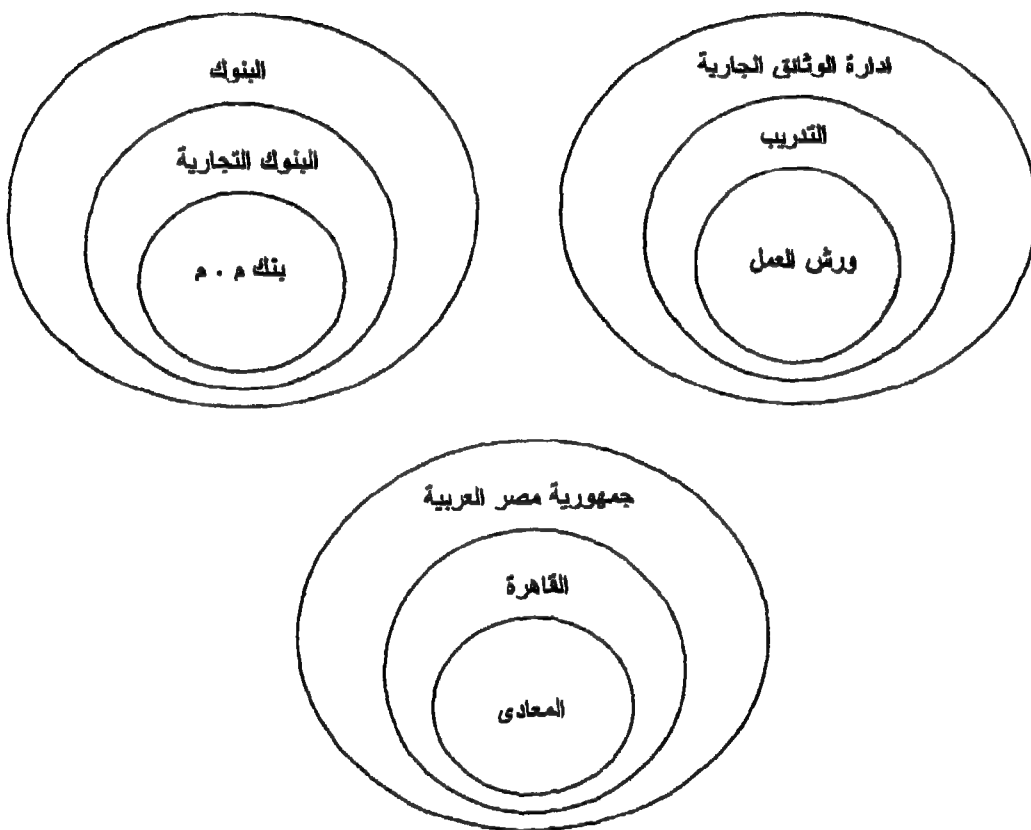 ادارة الوثائق الجارية
التدريب
ورش العمل
البنوك
البنوك التجارية
بنك م . م
جمهورية مصر العربية
القاهرة
المعادى